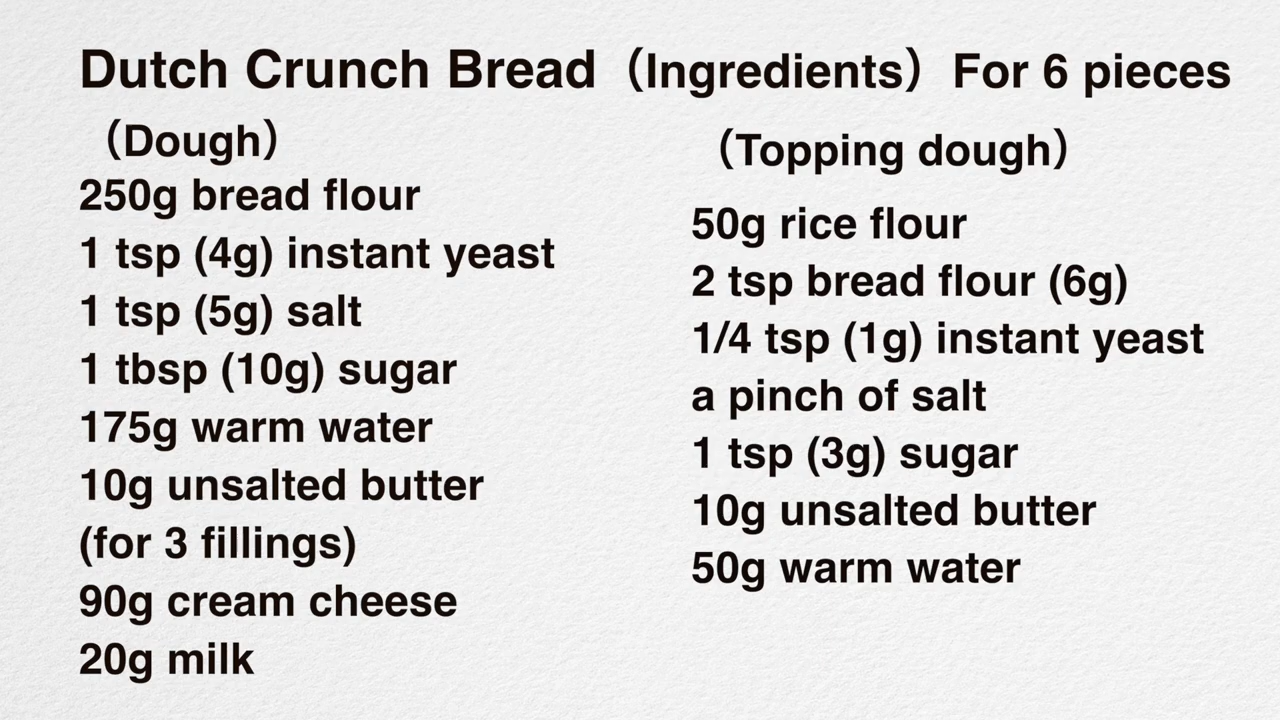 Dutch Crunch Bread（Ingredients）For 6 pieces
（Dough）
250g bread flour
1 tsp (4g) instant yeast
1 tsp (5g) salt
1 tbsp (10g) sugar
175g warm water
10g unsalted butter
(for 3 fillings)
90g cream cheese
20g milk
（Topping dough）
50g rice flour
2 tsp bread flour (6g)
1/4 tsp (1g) instant yeast
a pinch of salt
1 tsp (3g) sugar
10g unsalted butter
50g warm water